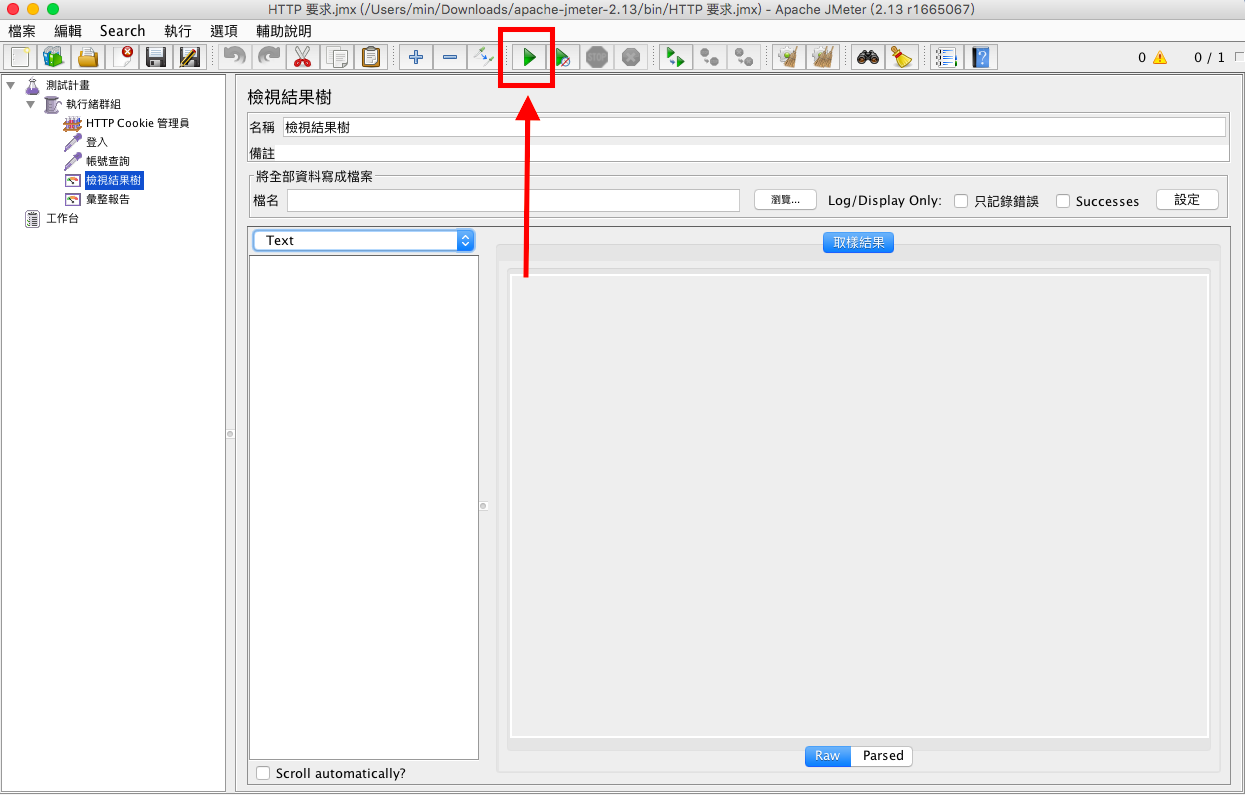 HTTP 要求.jmx (/Users/min/Downloads/apache-jmeter-2.13/bin/HTTP 要求.jmx) - Apache JMeter (2.13 r1665067)
檔案 編輯 Search 執行 選項 輔助說明
STOP ? 0 0 / 1
測試計畫
執行緒群組
HTTP Cookie 管理員
登入
帳號查詢
檢視結果樹
彙整報告
工作台
檢視結果樹
名稱 檢視結果樹
備註
將全部資料寫成檔案
檔名 瀏覽... Log/Display Only: 只記錄錯誤 Successes 設定
Text 取樣結果
Raw Parsed
Scroll automatically?